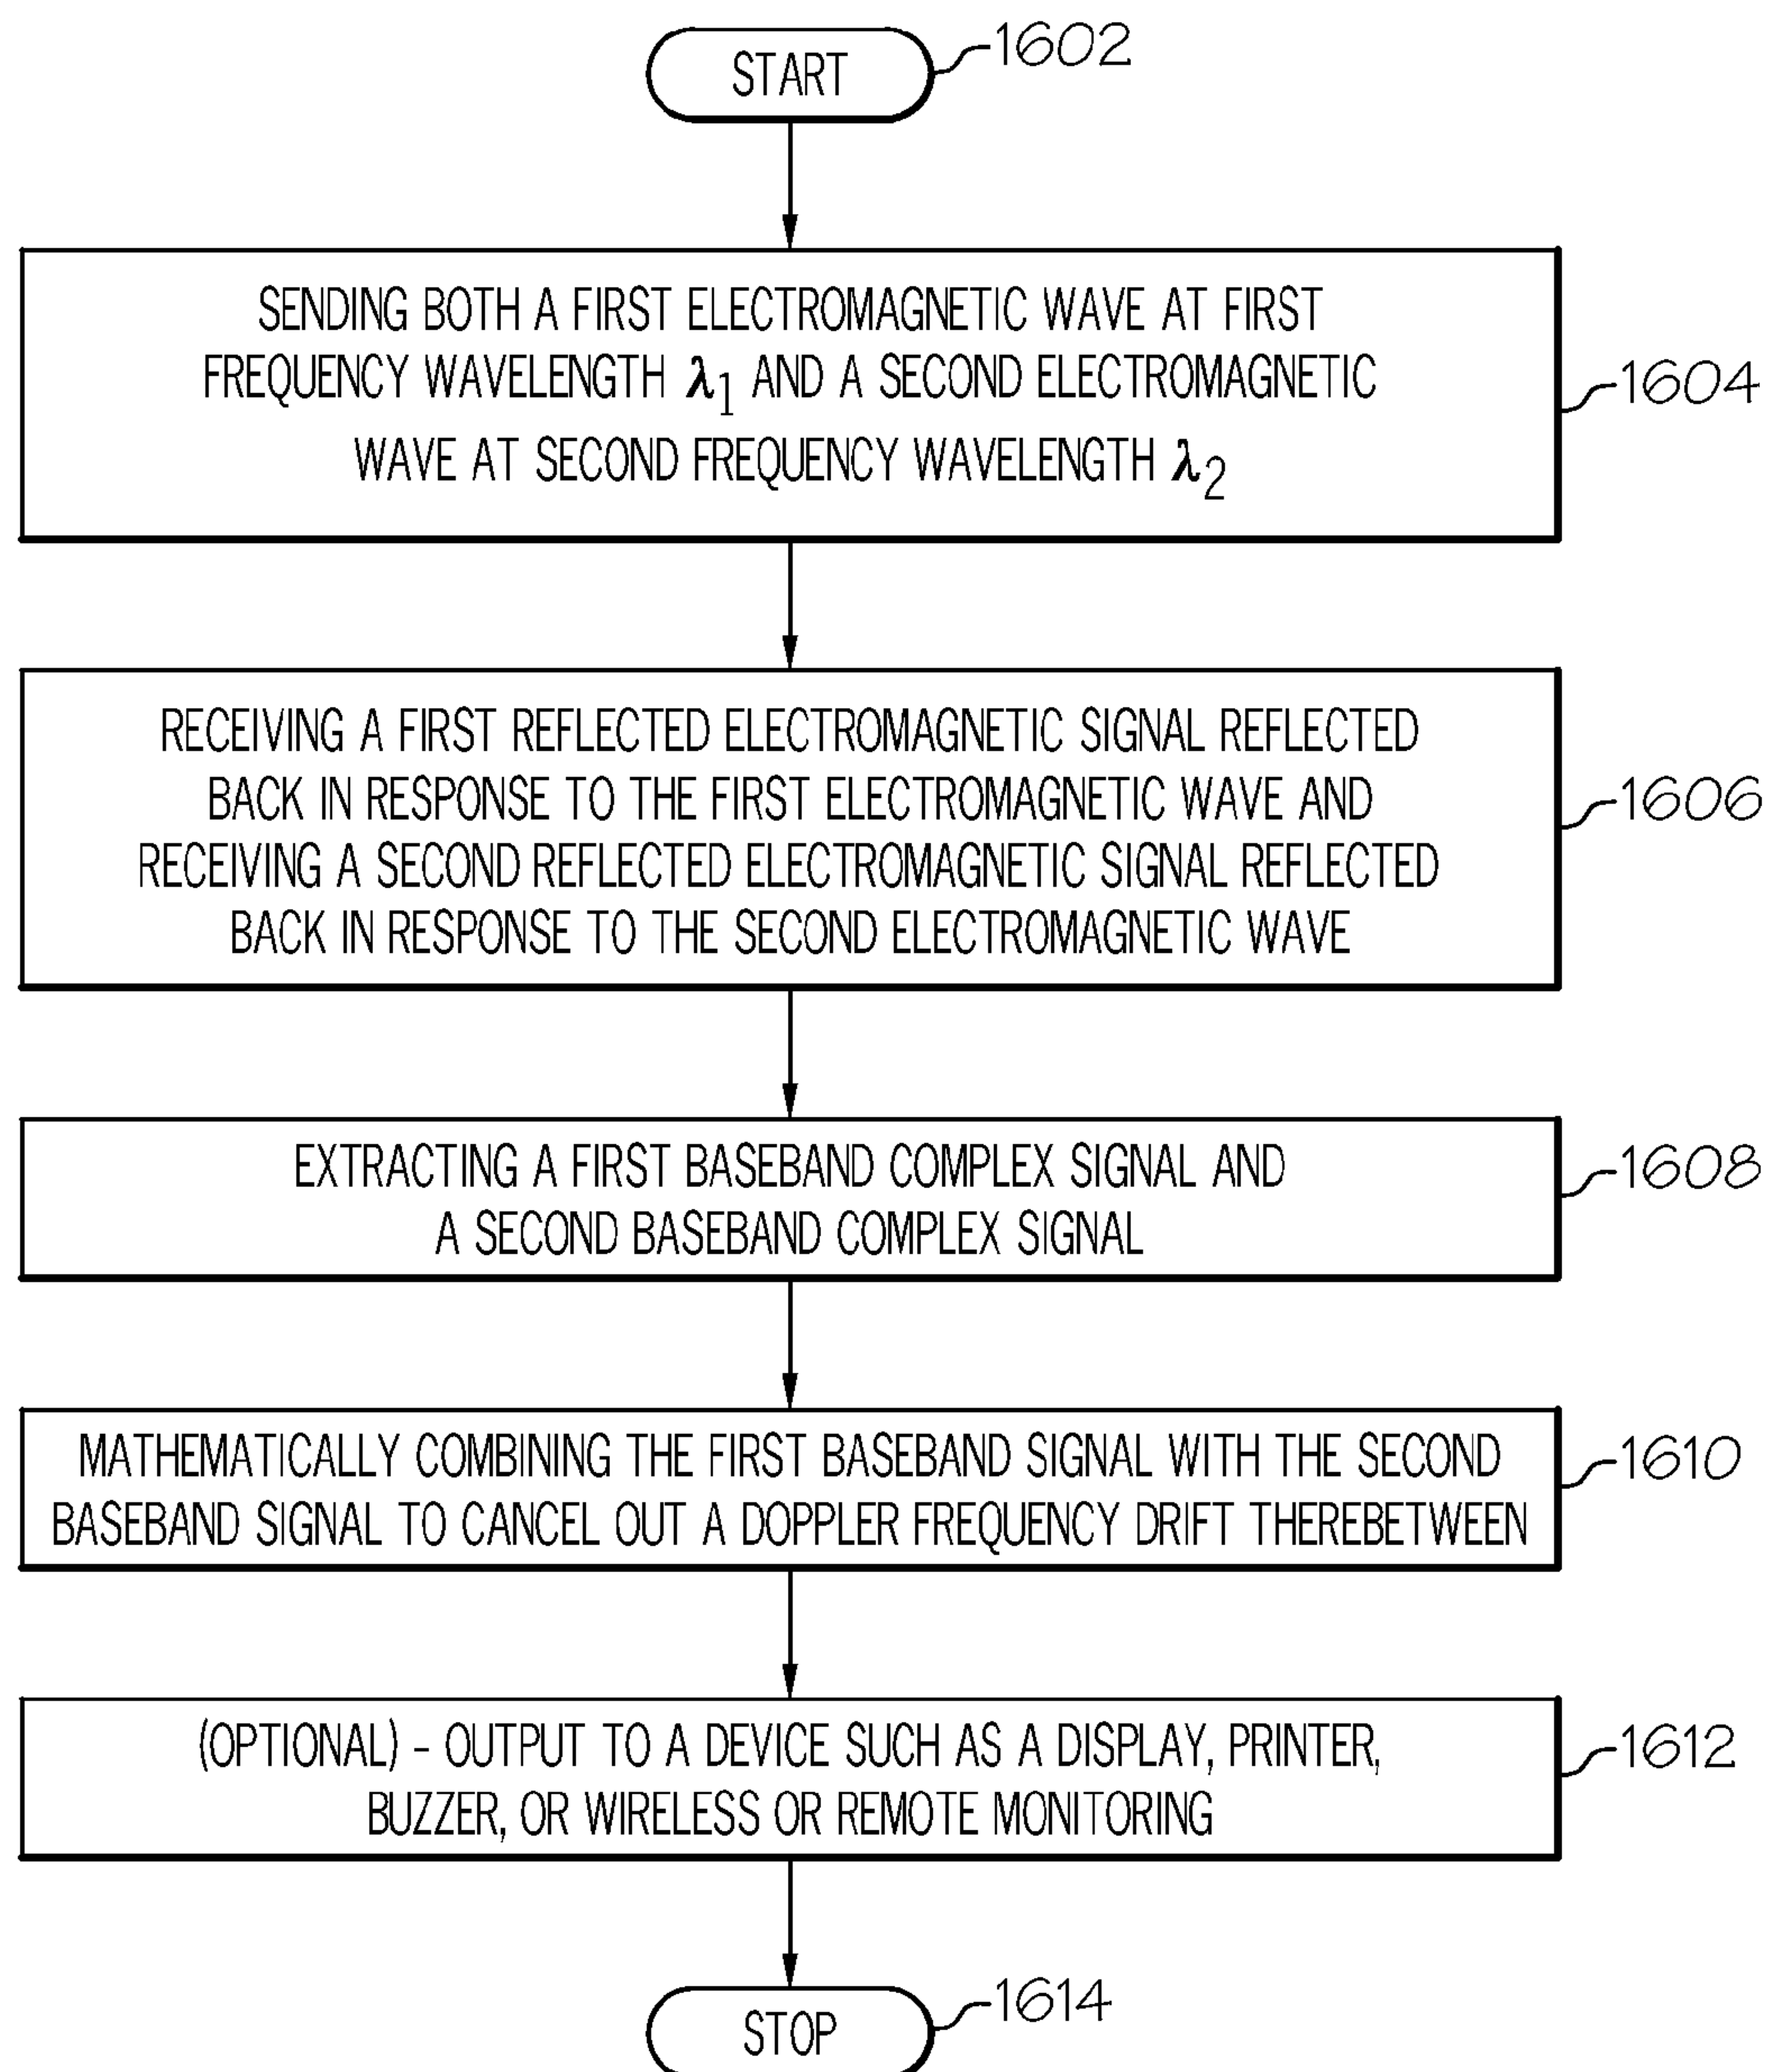 START
1602
SENDING BOTH A FIRST ELECTROMAGNETIC WAVE AT FIRST
FREQUENCY WAVELENGTH λ1 AND A SECOND ELECTROMAGNETIC
WAVE AT SECOND FREQUENCY WAVELENGTH λ2
1604
RECEIVING A FIRST REFLECTED ELECTROMAGNETIC SIGNAL REFLECTED
BACK IN RESPONSE TO THE FIRST ELECTROMAGNETIC WAVE AND
RECEIVING A SECOND REFLECTED ELECTROMAGNETIC SIGNAL REFLECTED
BACK IN RESPONSE TO THE SECOND ELECTROMAGNETIC WAVE
1606
EXTRACTING A FIRST BASEBAND COMPLEX SIGNAL AND
A SECOND BASEBAND COMPLEX SIGNAL
1608
MATHEMATICALLY COMBINING THE FIRST BASEBAND SIGNAL WITH THE SECOND
BASEBAND SIGNAL TO CANCEL OUT A DOPPLER FREQUENCY DRIFT THEREBETWEEN
1610
(OPTIONAL) - OUTPUT TO A DEVICE SUCH AS A DISPLAY, PRINTER,
BUZZER, OR WIRELESS OR REMOTE MONITORING
1612
STOP
1614